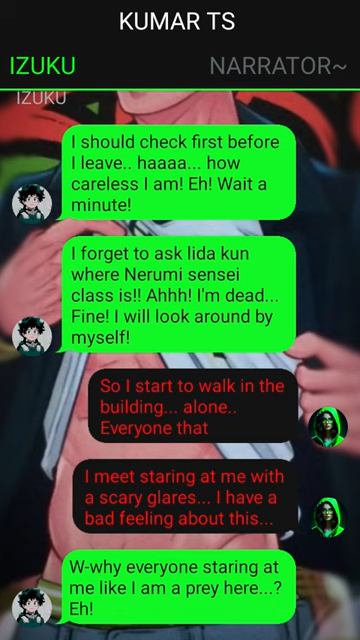 KUMAR TS
IZUKU
NARRATOR~
IZUKU
I should check first before
I leave.. haaaa... how
careless I am! Eh! Wait a
minute!
I forget to ask Iida kun
where Nerumi sensei
class is!! Ahhh! I'm dead...
Fine! I will look around by
myself!
So I start to walk in the
building... alone..
Everyone that
I meet staring at me with
a scary glares... I have a
bad feeling about this...
W-why everyone staring at
me like I am a prey here...?
Eh!